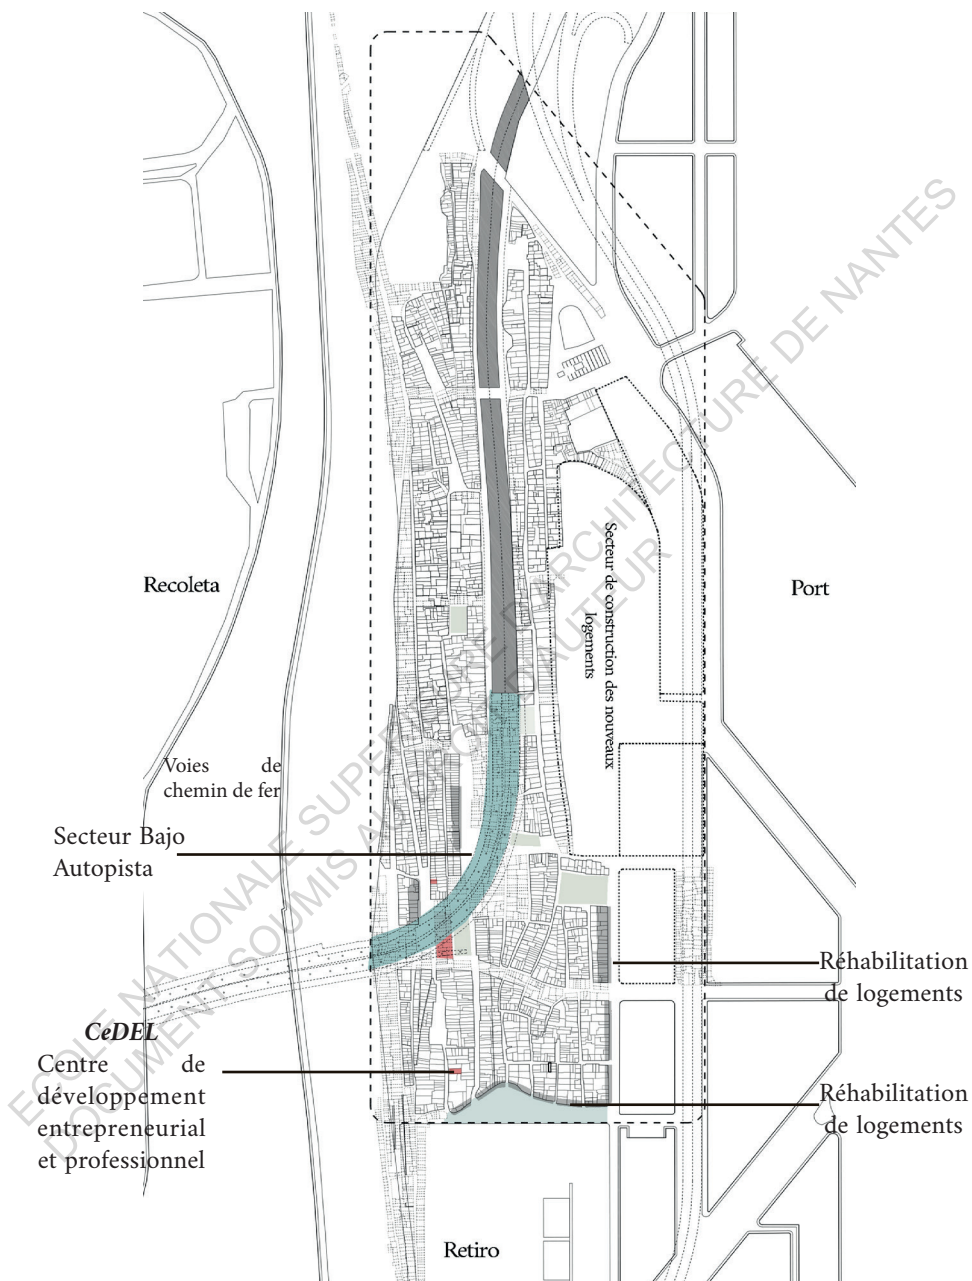 Recoleta
Port
Secteur de construction des nouveaux
logements
Voies de
chemin de fer
Secteur Bajo
Autopista
Réhabilitation
de logements
CeDEL
Centre de
développement
entrepreneurial
et professionnel
Réhabilitation
de logements
Retiro
ECOLE NATIONALE SUPERIEURE D'ARCHITECTURE DE NANTES
DOCUMENT SOUMIS AU DROIT D'AUTEUR